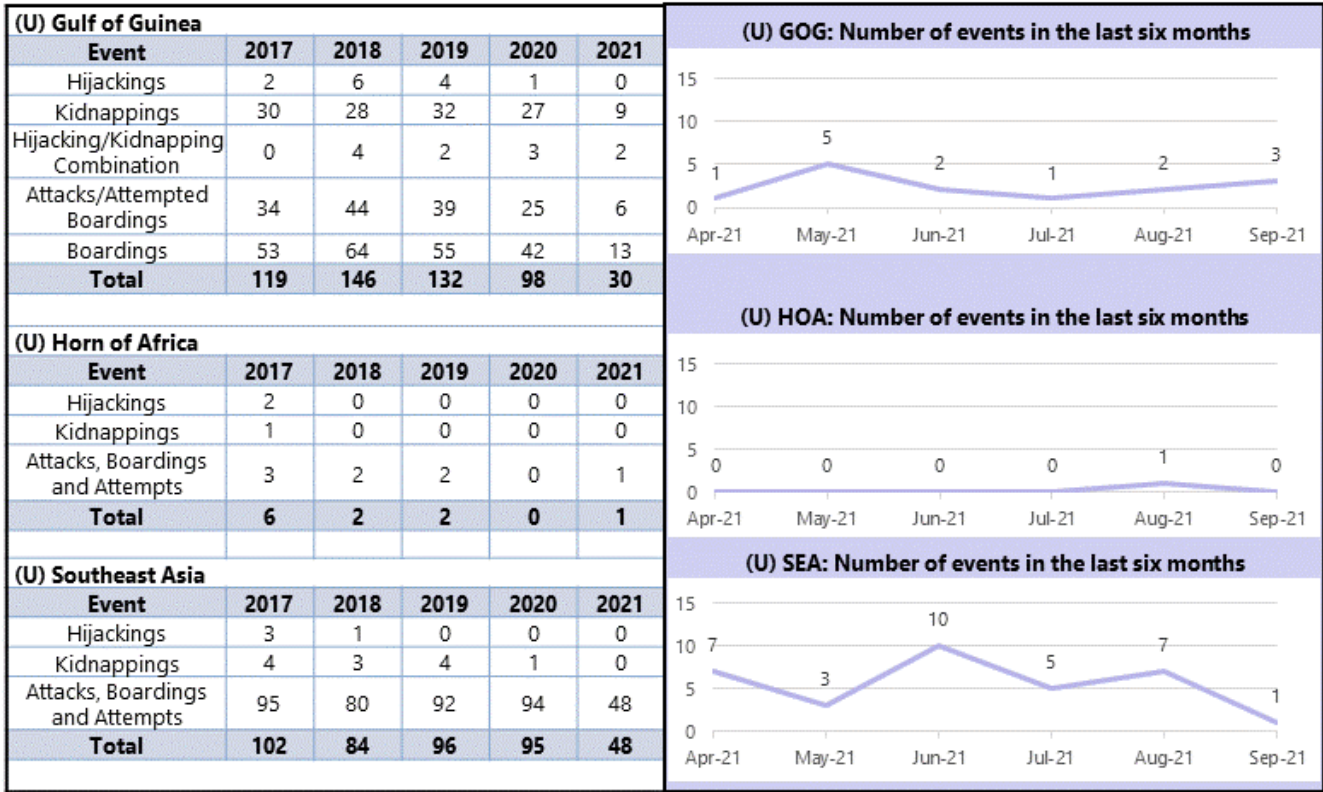 (U) Gulf of Guinea
Event 2017 2018 2019 2020 2021
Hijackings 2 6 4 1 0
Kidnappings 30 28 32 27 9
Hijacking/Kidnapping
Combination 0 4 2 3 2
Attacks/Attempted
Boardings 34 44 39 25 6
Boardings 53 64 55 42 13
Total 119 146 132 98 30
(U) Horn of Africa
Event 2017 2018 2019 2020 2021
Hijackings 2 0 0 0 0
Kidnappings 1 0 0 0 0
Attacks, Boardings
and Attempts 3 2 2 0 1
Total 6 2 2 0 1
(U) Southeast Asia
Event 2017 2018 2019 2020 2021
Hijackings 3 1 0 0 0
Kidnappings 4 3 4 1 0
Attacks, Boardings
and Attempts 95 80 92 94 48
Total 102 84 96 95 48
(U) GOG: Number of events in the last six months
15
10
5
0
1 5 2 1 2 3
Apr-21 May-21 Jun-21 Jul-21 Aug-21 Sep-21
(U) HOA: Number of events in the last six months
15
10
5
0
0 0 0 0 1 0
Apr-21 May-21 Jun-21 Jul-21 Aug-21 Sep-21
(U) SEA: Number of events in the last six months
15
10
5
0
7 3 10 5 7 1
Apr-21 May-21 Jun-21 Jul-21 Aug-21 Sep-21